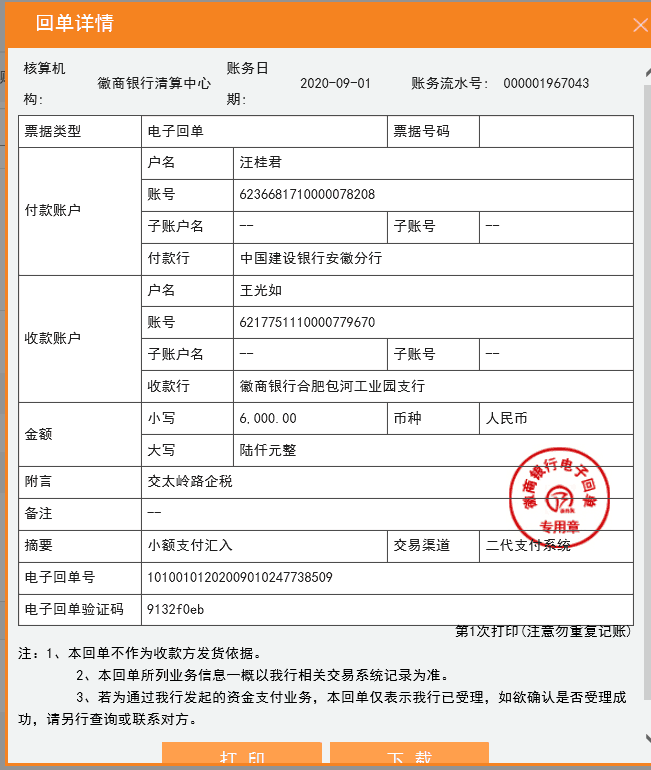 回单详情
核算机构: 徽商银行清算中心 账务日期: 2020-09-01 账务流水号: 000001967043
票据类型 电子回单 票据号码
付款账户
户名 汪桂君
账号 6236681710000078208
子账户名 -- 子账号 --
付款行 中国建设银行安徽分行
收款账户
户名 王光如
账号 6217751110000779670
子账户名 -- 子账号 --
收款行 徽商银行合肥包河工业园支行
金额
小写 6,000.00 币种 人民币
大写 陆仟元整
附言 交太岭路企税
备注 --
摘要 小额支付汇入 交易渠道 二代支付系统
徽商银行电子回单
Bank
专用章
电子回单号 10100101202009010247738509
电子回单验证码 9132f0eb
第1次打印(注意勿重复记账)
注: 1、本回单不作为收款方发货依据。
2、本回单所列业务信息一概以我行相关交易系统记录为准。
3、若为通过我行发起的资金支付业务，本回单仅表示我行已受理，如欲确认是否受理成
功，请另行查询或联系对方。
打 印 下 载